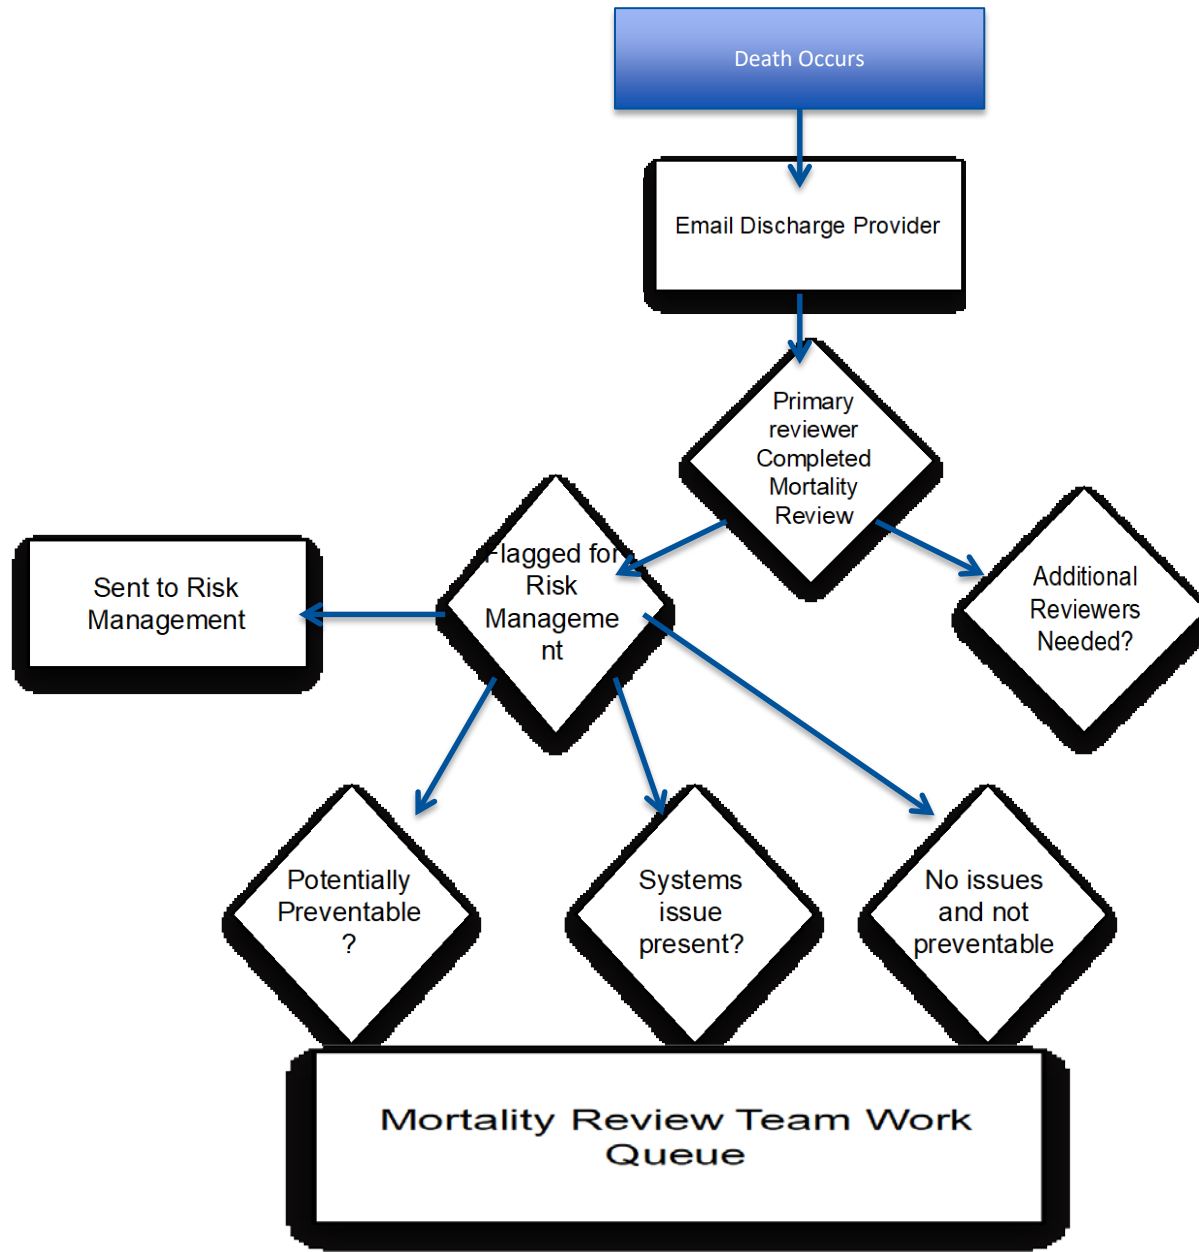 Death Occurs
Email Discharge Provider
Primary
reviewer
Completed
Mortality
Review
Flagged for
Risk
Manageme
nt
Sent to Risk
Management
Additional
Reviewers
Needed?
Potentially
Preventable
?
Systems
issue
present?
No issues
and not
preventable
Mortality Review Team Work
Queue